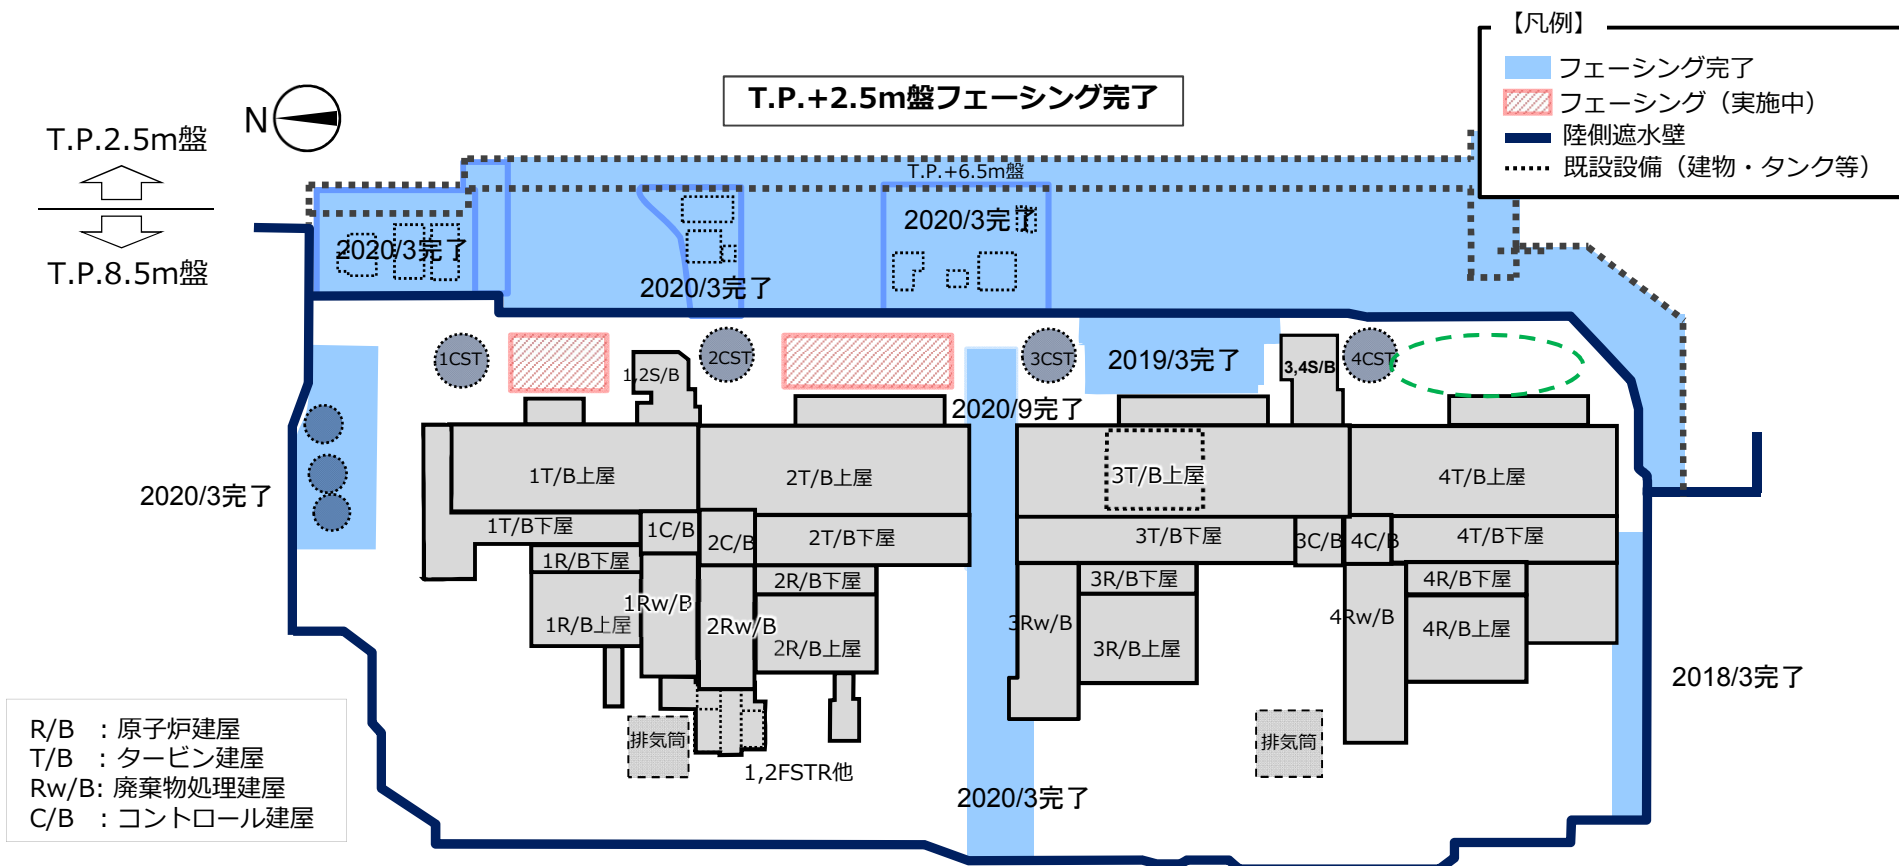 【凡例】
フェーシング完了
フェーシング（実施中）
陸側遮水壁
既設設備（建物・タンク等）
T.P.+2.5m盤フェーシング完了
N
T.P.2.5m盤
T.P.8.5m盤
T.P.+6.5m盤
2020/3完了
2020/3完了
2020/3完了
1CST
1,2S/B
2CST
3CST
2019/3完了
3,4S/B
4CST
2020/9完了
2020/3完了
1T/B上屋
2T/B上屋
3T/B上屋
4T/B上屋
1T/B下屋
1C/B
2C/B
2T/B下屋
3T/B下屋
3C/B
4C/B
4T/B下屋
1R/B下屋
2R/B下屋
3R/B下屋
4R/B下屋
1Rw/B
2Rw/B
3Rw/B
4Rw/B
1R/B上屋
2R/B上屋
3R/B上屋
4R/B上屋
2018/3完了
排気筒
排気筒
1,2FSTR他
2020/3完了
R/B ：原子炉建屋
T/B ：タービン建屋
Rw/B: 廃棄物処理建屋
C/B ：コントロール建屋